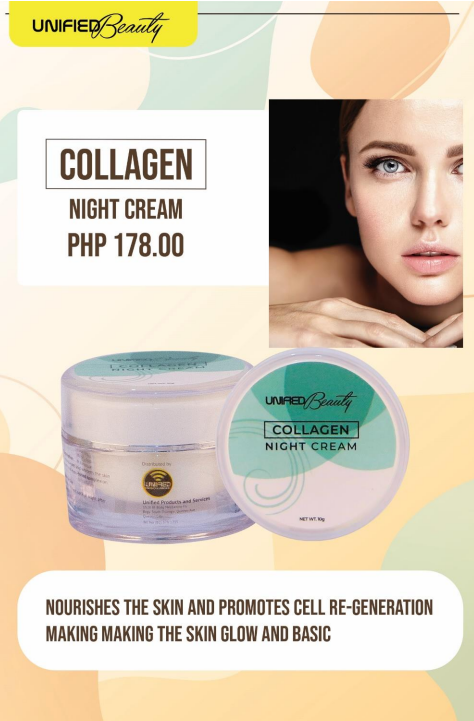 UNIFIED Beauty
COLLAGEN
NIGHT CREAM
PHP 178.00
UNIFIED Beauty
COLLAGEN
NIGHT CREAM
UNIFIED
Unified Products and Services
UNIFIED Beauty
COLLAGEN
NIGHT CREAM
NET WT. 10g
NOURISHES THE SKIN AND PROMOTES CELL RE-GENERATION
MAKING MAKING THE SKIN GLOW AND BASIC